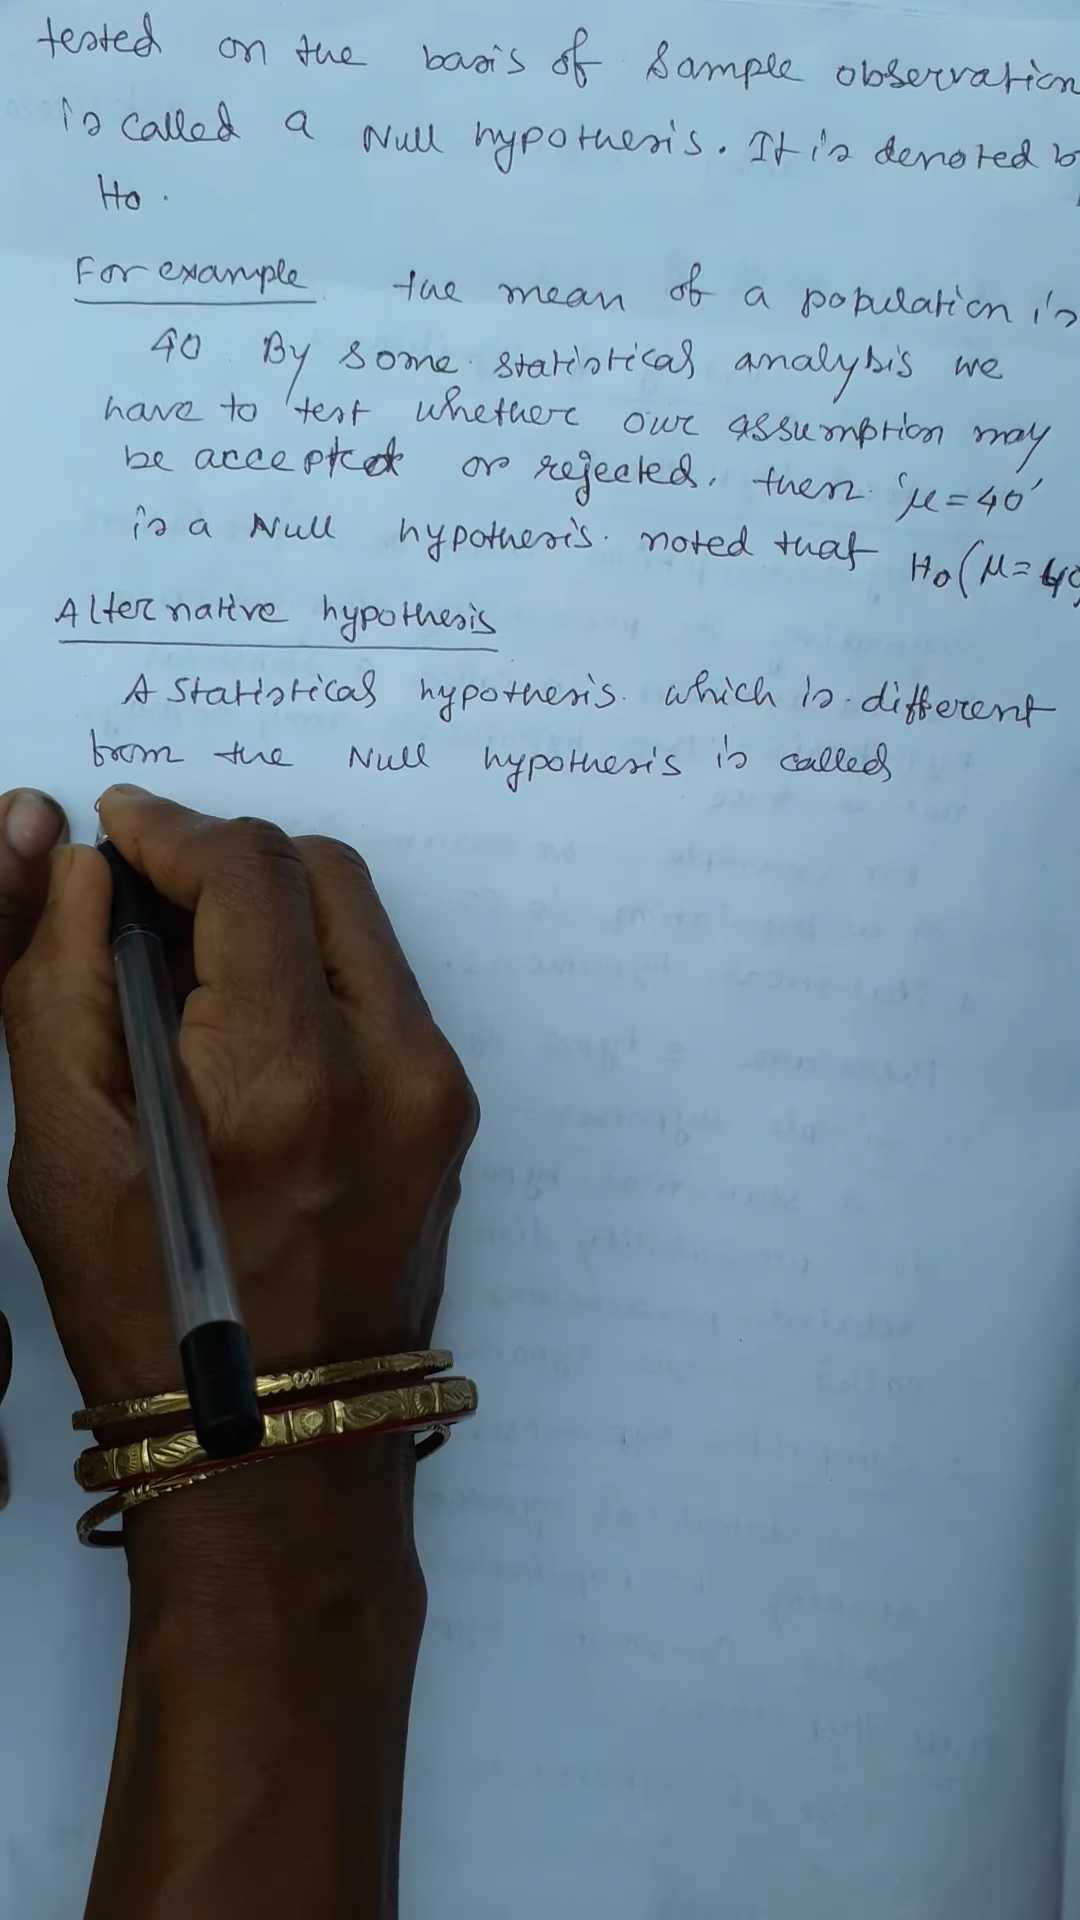 tested on the basis of sample observation
is called a Null hypothesis. It is denoted b
Ho.
For example the mean of a population is
40. By some statistical analysis we
have to test whether our assumption may
be accepted or rejected. then 'μ=40'
is a Null hypothesis. noted that Ho(μ=40)
Alternative hypothesis
A Statistical hypothesis which is different
from the Null hypothesis is called